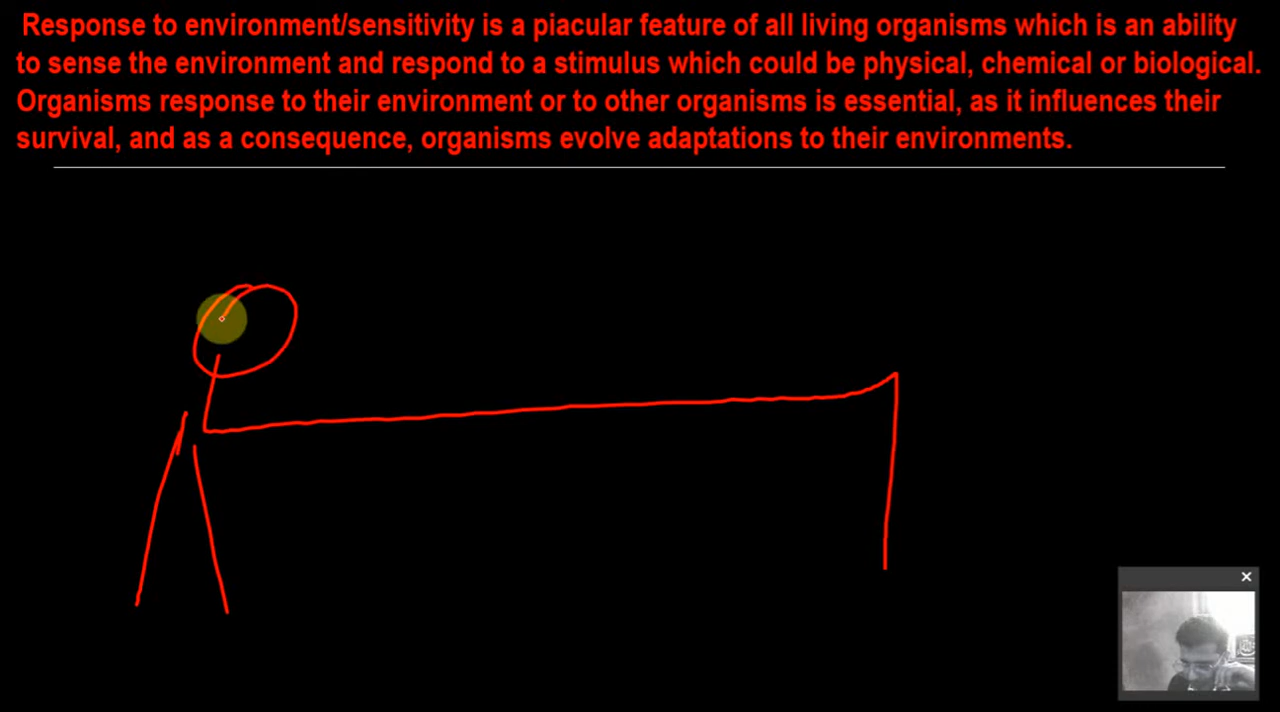 Response to environment/sensitivity is a piacular feature of all living organisms which is an ability
to sense the environment and respond to a stimulus which could be physical, chemical or biological.
Organisms response to their environment or to other organisms is essential, as it influences their
survival, and as a consequence, organisms evolve adaptations to their environments.